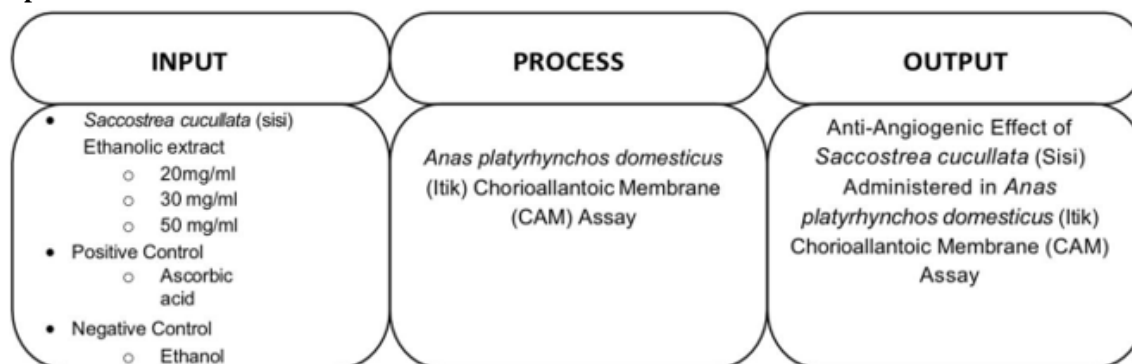 INPUT
• Saccostrea cucullata (sisi)
Ethanolic extract
o 20mg/ml
o 30 mg/ml
o 50 mg/ml
• Positive Control
o Ascorbic
acid
• Negative Control
o Ethanol
PROCESS
Anas platyrhynchos domesticus
(Itik) Chorioallantoic Membrane
(CAM) Assay
OUTPUT
Anti-Angiogenic Effect of
Saccostrea cucullata (Sisi)
Administered in Anas
platyrhynchos domesticus (Itik)
Chorioallantoic Membrane (CAM)
Assay